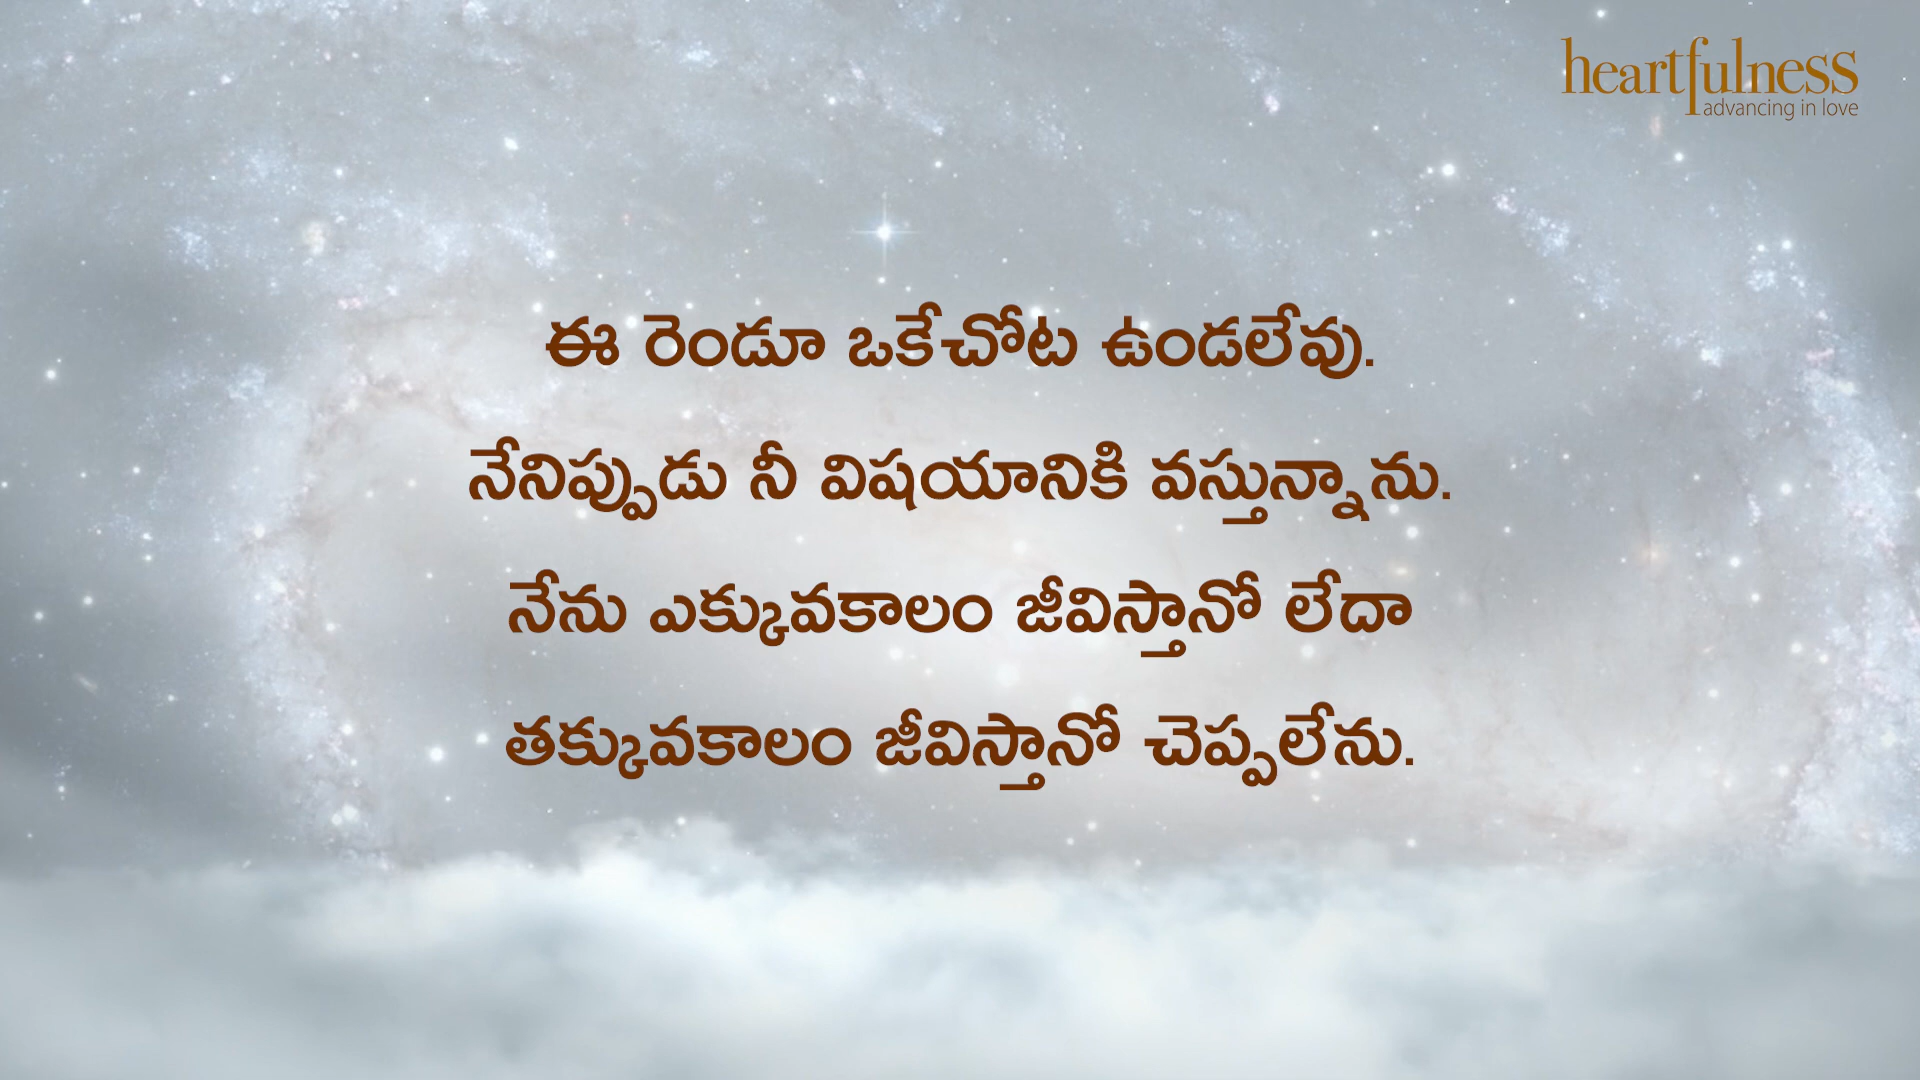 heartfulness
advancing in love
ఈ రెండూ ఒకేచోట ఉండలేవు.
నేనిప్పుడు నీ విషయానికి వస్తున్నాను.
నేను ఎక్కువకాలం జీవిస్తానో లేదా
తక్కువకాలం జీవిస్తానో చెప్పలేను.